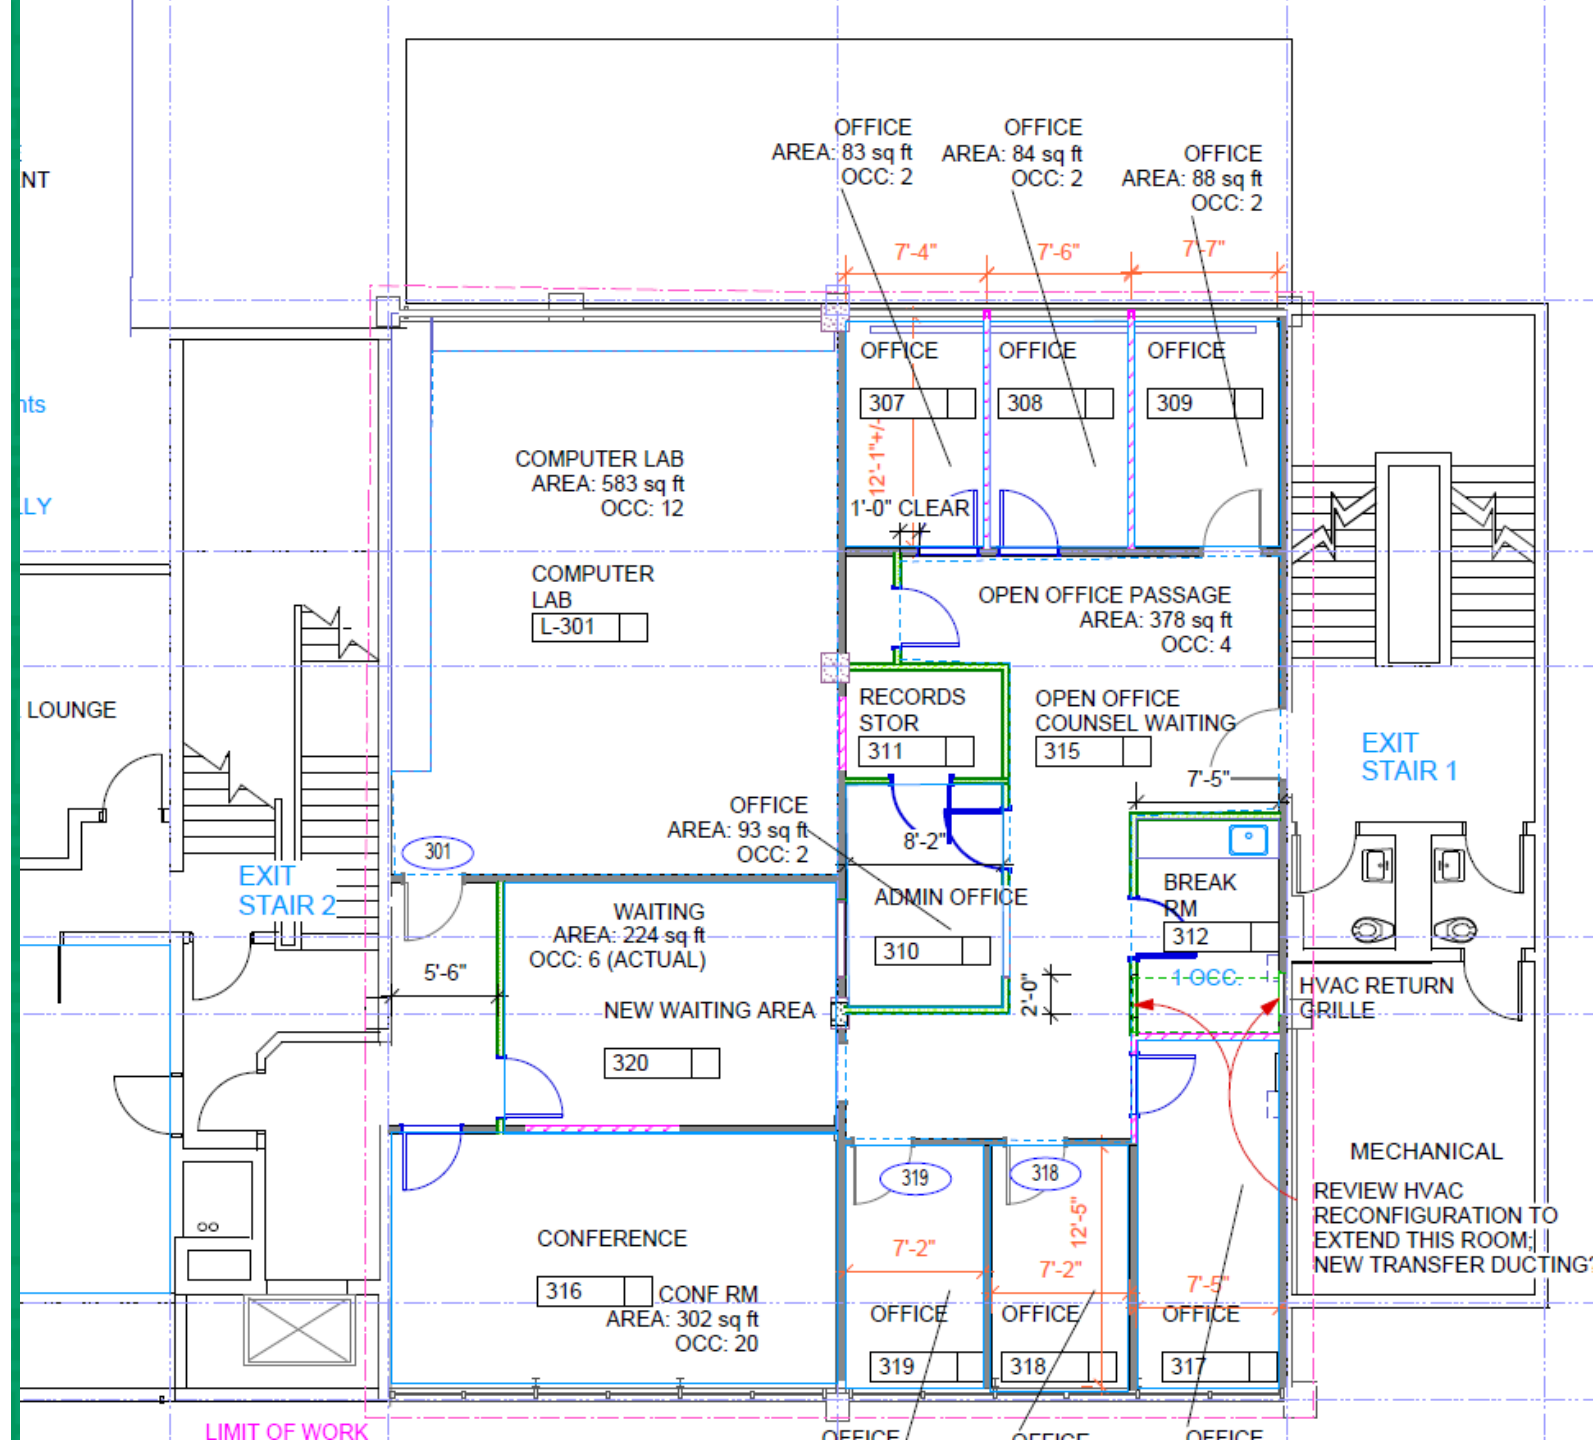 OFFICE
AREA: 83 sq ft
OCC: 2
OFFICE
AREA: 84 sq ft
OCC: 2
OFFICE
AREA: 88 sq ft
OCC: 2
NT
7'-4"
7'-6"
7'-7"
OFFICE
307
OFFICE
308
OFFICE
309
12'-1"+/-
1'-0" CLEAR
nts
LLY
COMPUTER LAB
AREA: 583 sq ft
OCC: 12
COMPUTER
LAB
L-301
OPEN OFFICE PASSAGE
AREA: 378 sq ft
OCC: 4
RECORDS
STOR
311
OPEN OFFICE
COUNSEL WAITING
315
LOUNGE
EXIT
STAIR 1
7'-5"
OFFICE
AREA: 93 sq ft
OCC: 2
8'-2"
301
EXIT
STAIR 2
ADMIN OFFICE
310
BREAK
RM
312
1 OCC.
WAITING
AREA: 224 sq ft
OCC: 6 (ACTUAL)
5'-6"
NEW WAITING AREA
320
2'-0"
HVAC RETURN
GRILLE
MECHANICAL
REVIEW HVAC
RECONFIGURATION TO
EXTEND THIS ROOM;
NEW TRANSFER DUCTING?
319
318
12'-5"
7'-2"
7'-2"
7'-5"
CONFERENCE
316
CONF RM
AREA: 302 sq ft
OCC: 20
OFFICE
319
OFFICE
318
OFFICE
317
LIMIT OF WORK
OFFICE
OFFICE
OFFICE